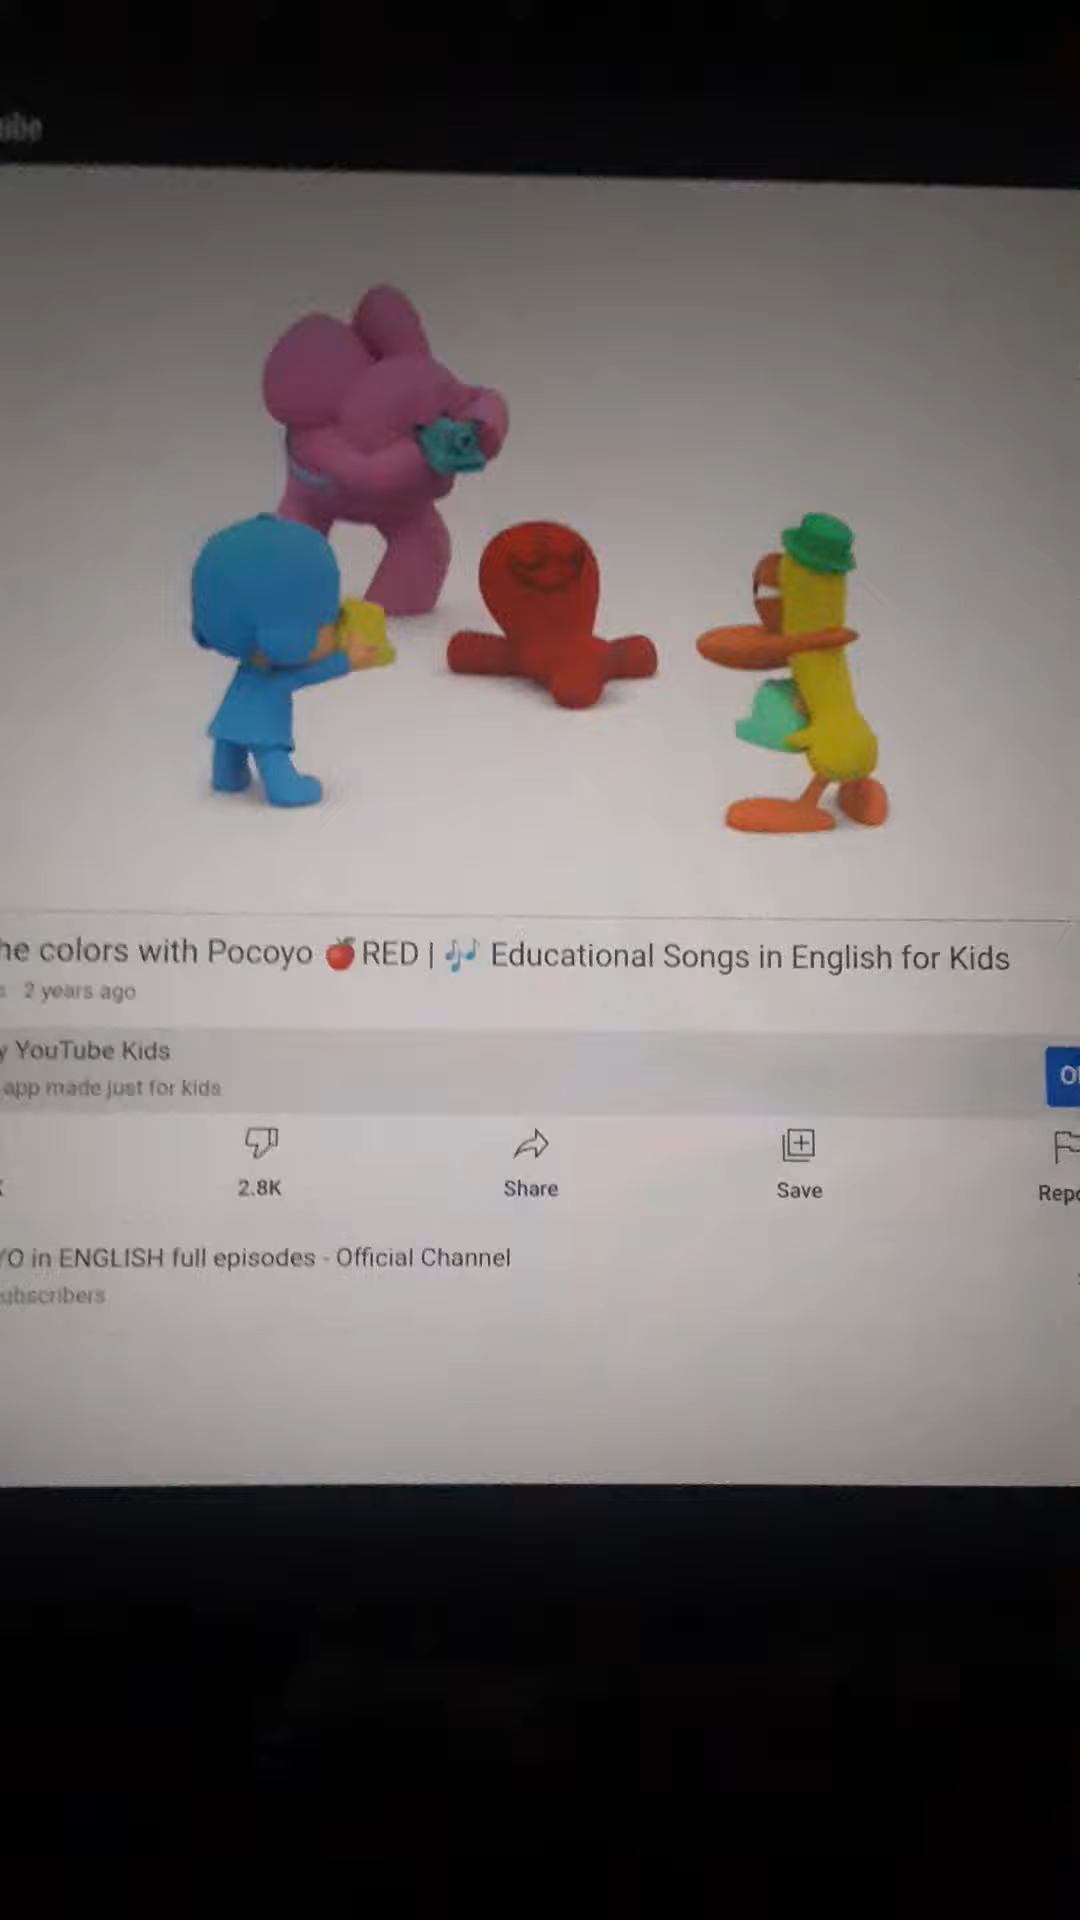 he colors with Pocoyo 🍎RED | 🎶 Educational Songs in English for Kids
2 years ago
YouTube Kids
app made just for kids
2.8K
Share
Save
Repo
YO in ENGLISH full episodes - Official Channel
ubscribers